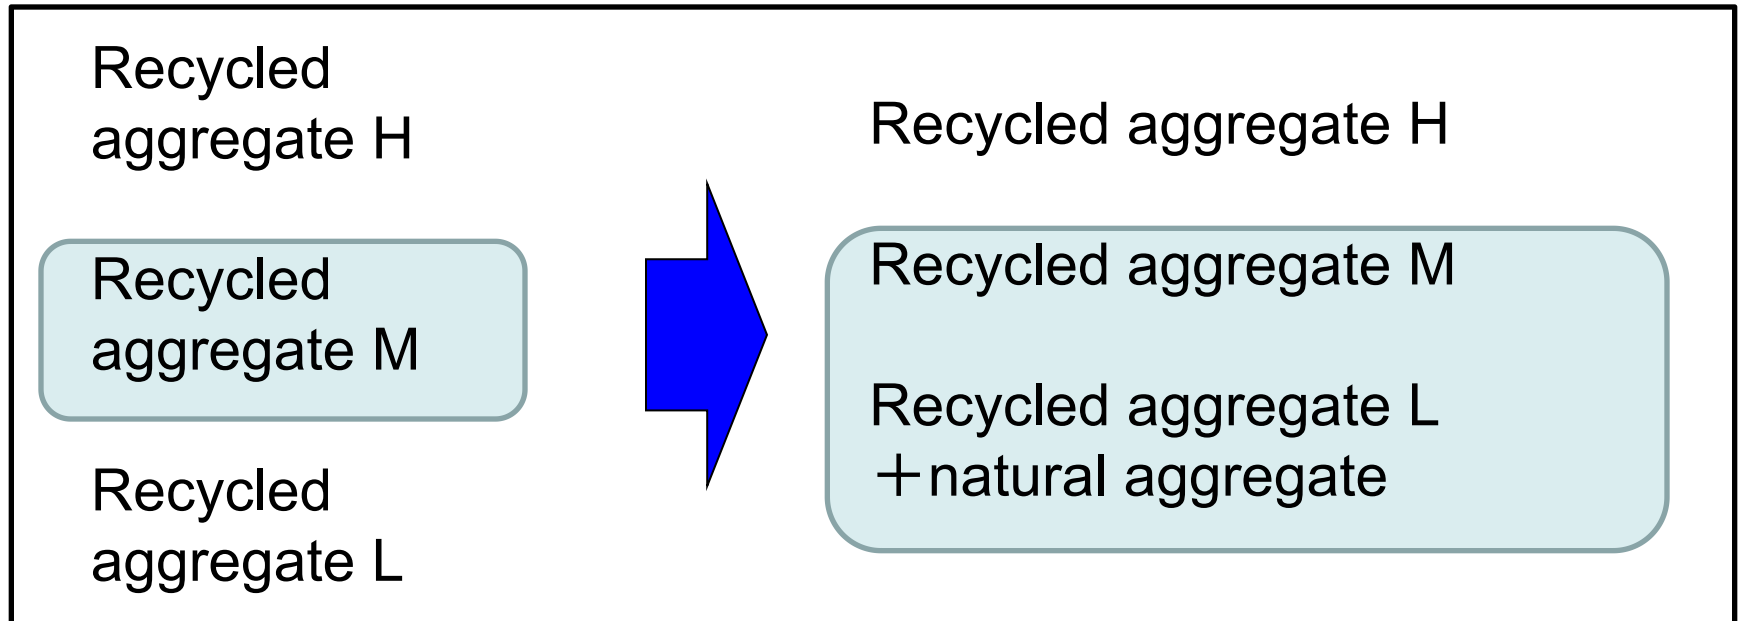 Recycled
aggregate H
Recycled
aggregate M
Recycled
aggregate L
Recycled aggregate H
Recycled aggregate M
Recycled aggregate L
＋natural aggregate